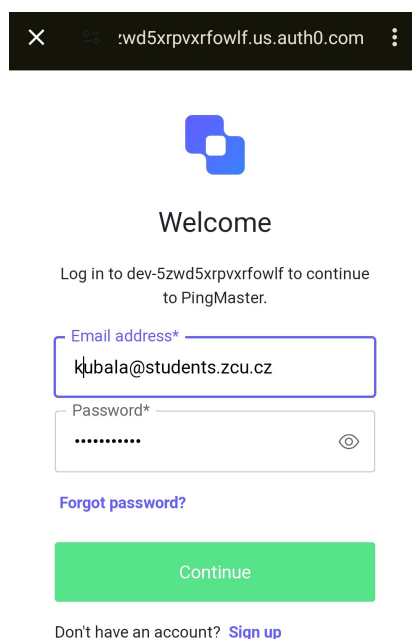 zwd5xrpvxrfowlf.us.auth0.com
Welcome
Log in to dev-5zwd5xrpvxrfowlf to continue
to PingMaster.
Email address*
kubala@students.zcu.cz
Password*
•••••••••••
Forgot password?
Continue
Don't have an account? Sign up